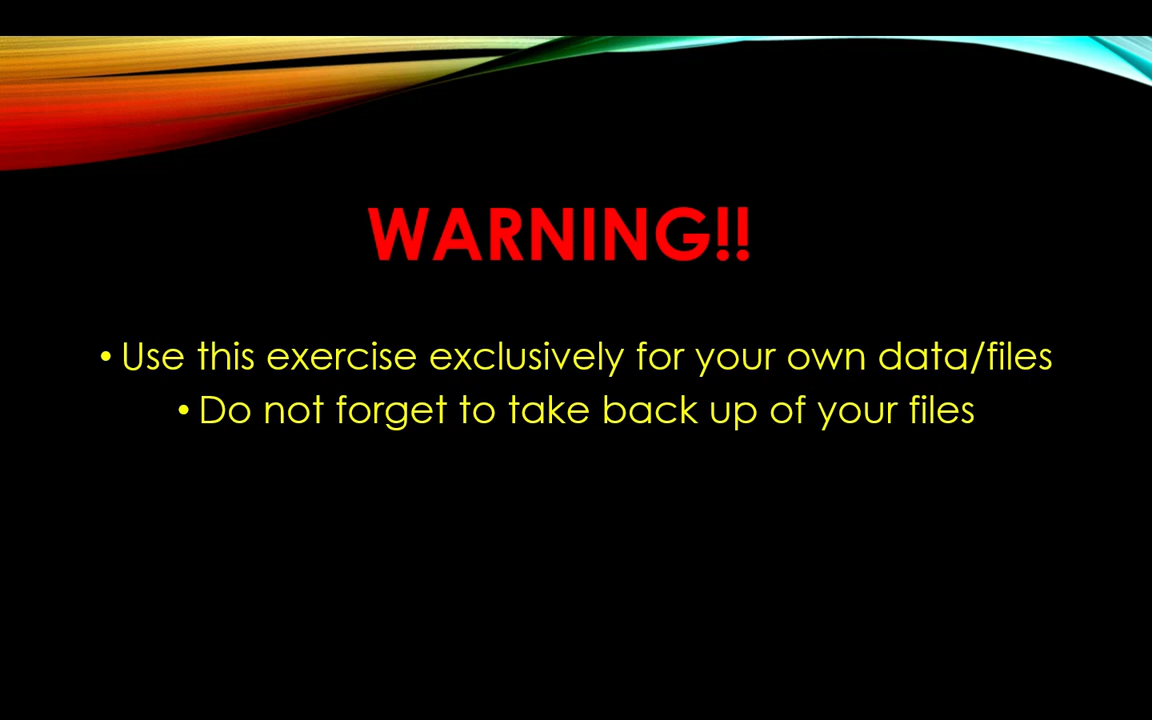 WARNING!!
• Use this exercise exclusively for your own data/files
• Do not forget to take back up of your files